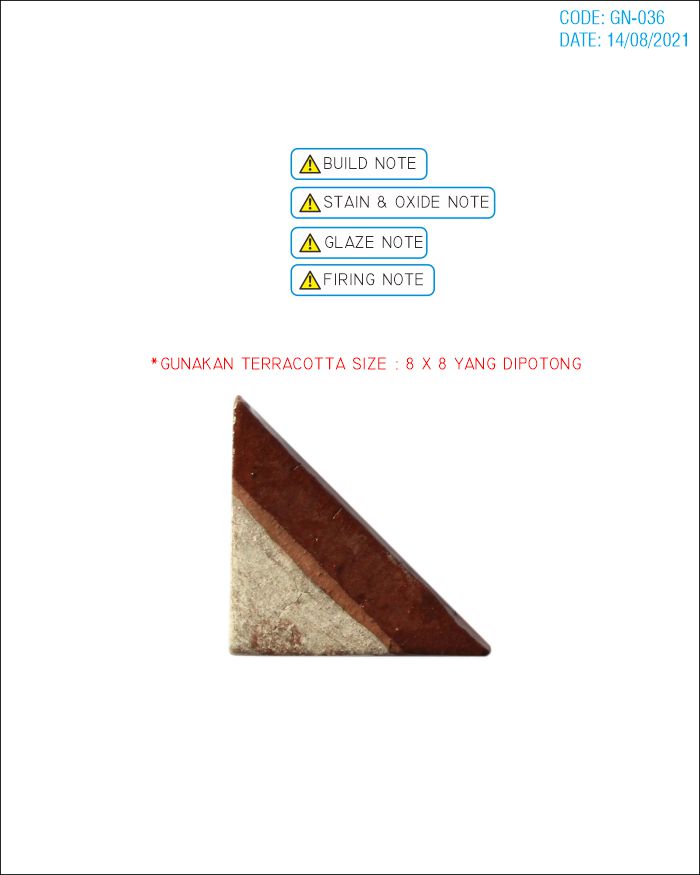 CODE: GN-036
DATE: 14/08/2021
BUILD NOTE
STAIN & OXIDE NOTE
GLAZE NOTE
FIRING NOTE
*GUNAKAN TERRACOTTA SIZE : 8 X 8 YANG DIPOTONG